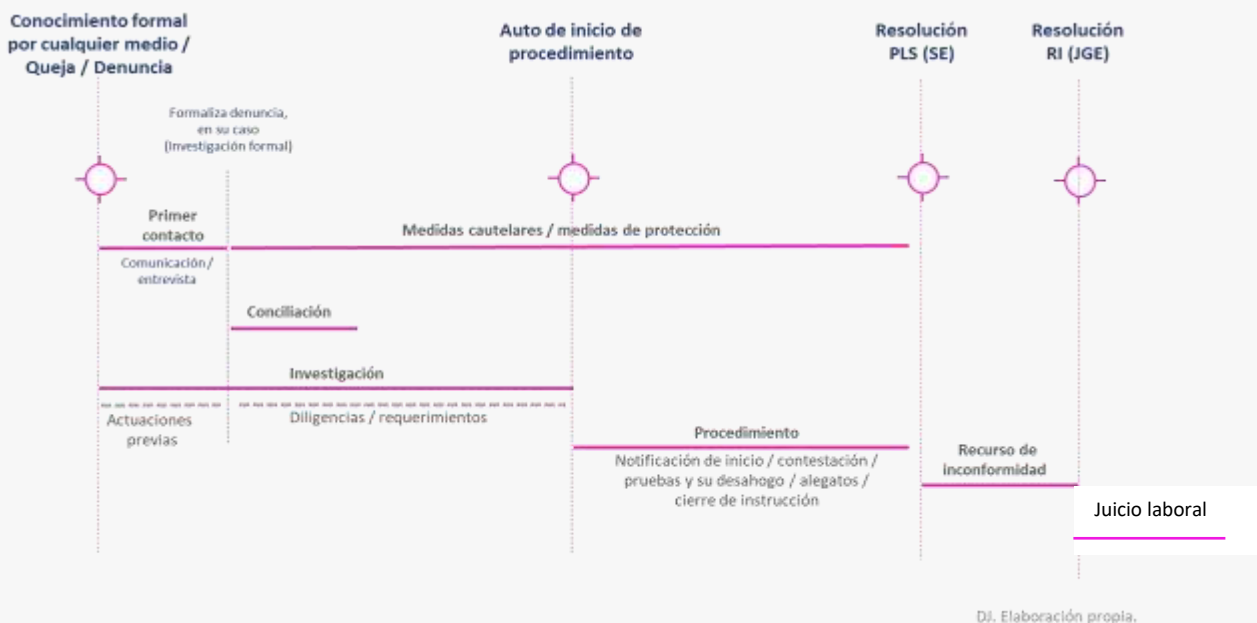 Conocimiento formal
por cualquier medio /
Queja / Denuncia
Auto de inicio de
procedimiento
Resolución
PLS (SE)
Resolución
RI (JGE)
Formaliza denuncia,
en su caso
(Investigación formal)
Primer
contacto
Medidas cautelares / medidas de protección
Comunicación /
entrevista
Conciliación
Investigación
Actuaciones
previas
Diligencias / requerimientos
Procedimiento
Notificación de inicio / contestación /
pruebas y su desahogo / alegatos /
cierre de instrucción
Recurso de
inconformidad
Juicio laboral
DJ. Elaboración propia.